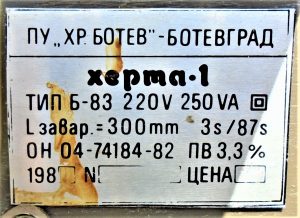 ПУ „ХР. БОТЕВ"-БОТЕВГРАД
херта·1
ТИП Б-83 220V 250VA
L завар.=300mm 3s/87s
ОН 04-74184-82 ПВ 3,3%
198 N ЦЕНА